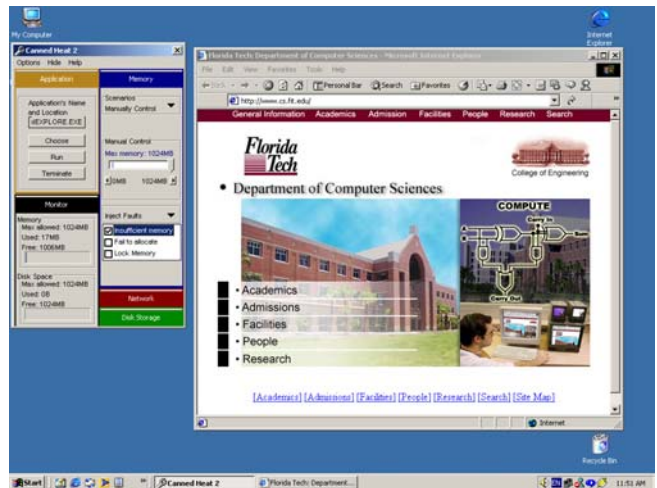 My Computer
Internet
Explorer
Canned Heat 2
Options Hide Help
Application
Application's Name
and Location
IEXPLORE.EXE
Choose
Run
Terminate
Monitor
Memory
Max allowed: 1024MB
Used: 17MB
Free: 1006MB
Disk Space
Max allowed: 1024MB
Used: 0B
Free: 1024MB
Memory
Scenarios
Manually Control
Manual Control
Max memory: 1024MB
0MB 1024MB
Inject Faults
Insufficient memory
Fail to allocate
Lock Memory
Network
Disk Storage
Florida Tech: Department of Computer Sciences - Microsoft Internet Explorer
File Edit View Favorites Tools Help
Back
Personal Bar Search Favorites
http://www.cs.fit.edu/
General Information Academics Admission Facilities People Research Search
Florida
Tech
College of Engineering
• Department of Computer Sciences
COMPUTE
Carry In
A
B
Sum
Carry Out
• Academics
• Admissions
• Facilities
• People
• Research
[Academics] [Admissions] [Facilities] [People] [Research] [Search] [Site Map]
Internet
Recycle Bin
Start
Canned Heat 2
Florida Tech: Department...
11:51 AM